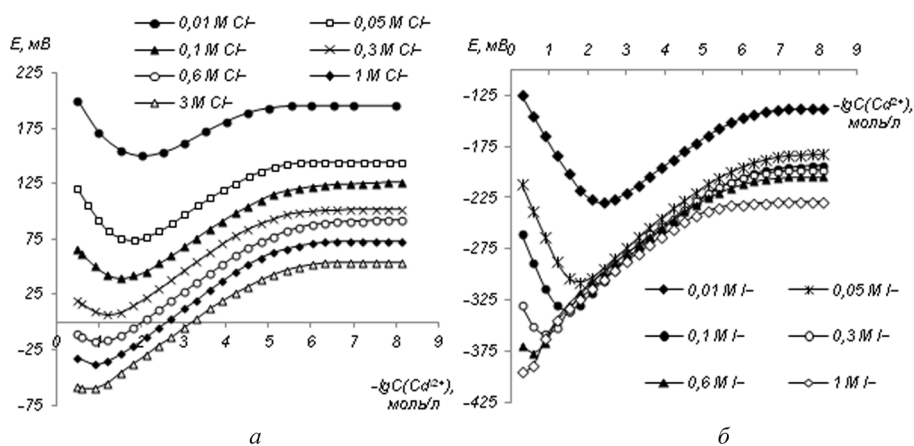 0,01 M Cl–
0,05 M Cl–
0,1 M Cl–
0,3 M Cl–
0,6 M Cl–
1 M Cl–
3 M Cl–
E, мВ
225
175
125
75
25
-25
-75
0 1 2 3 4 5 6 7 8 9
-lgC(Cd²⁺),
моль/л
а
E, мВ
0 1 2 3 4 5 6 7 8 9
-lgC(Cd²⁺),
моль/л
-125
-175
-225
-275
-325
-375
-425
0,01 M I–
0,05 M I–
0,1 M I–
0,3 M I–
0,6 M I–
1 M I–
б